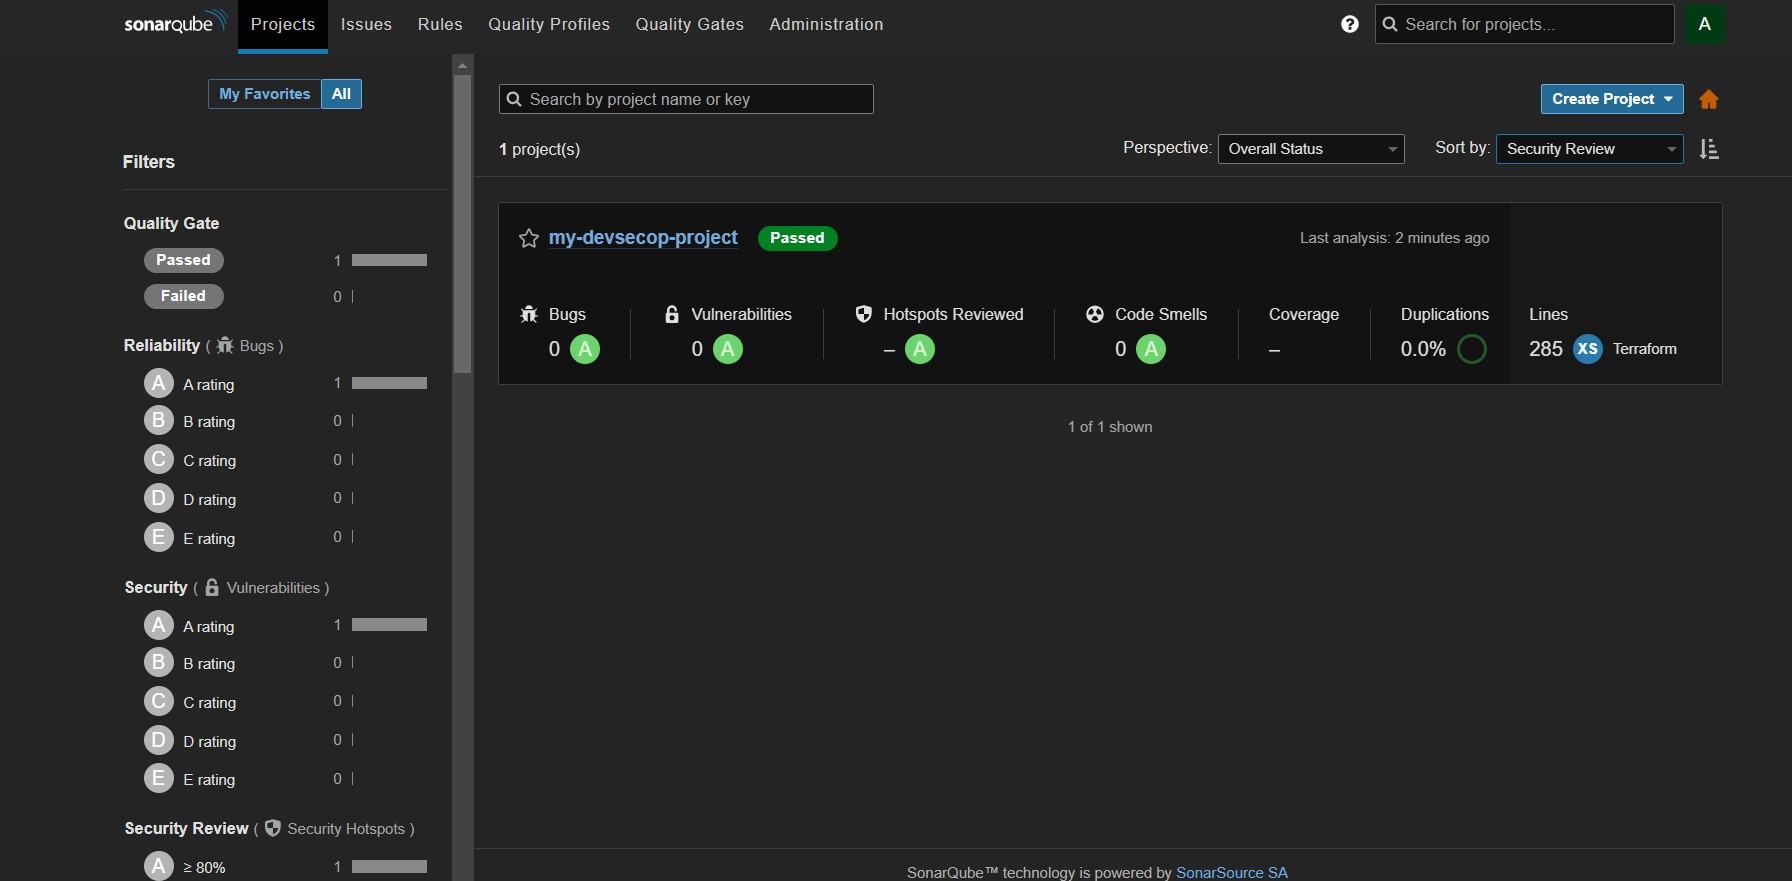 sonarqube Projects Issues Rules Quality Profiles Quality Gates Administration ? Search for projects... A
My Favorites All
Filters
Quality Gate
Passed 1
Failed 0
Reliability ( Bugs )
A A rating 1
B B rating 0
C C rating 0
D D rating 0
E E rating 0
Security ( Vulnerabilities )
A A rating 1
B B rating 0
C C rating 0
D D rating 0
E E rating 0
Security Review ( Security Hotspots )
A ≥ 80% 1
Search by project name or key Create Project
1 project(s) Perspective: Overall Status Sort by: Security Review
my-devsecop-project Passed Last analysis: 2 minutes ago
Bugs Vulnerabilities Hotspots Reviewed Code Smells Coverage Duplications Lines
0 A 0 A – A 0 A – 0.0% 285 XS Terraform
1 of 1 shown
SonarQube™ technology is powered by SonarSource SA